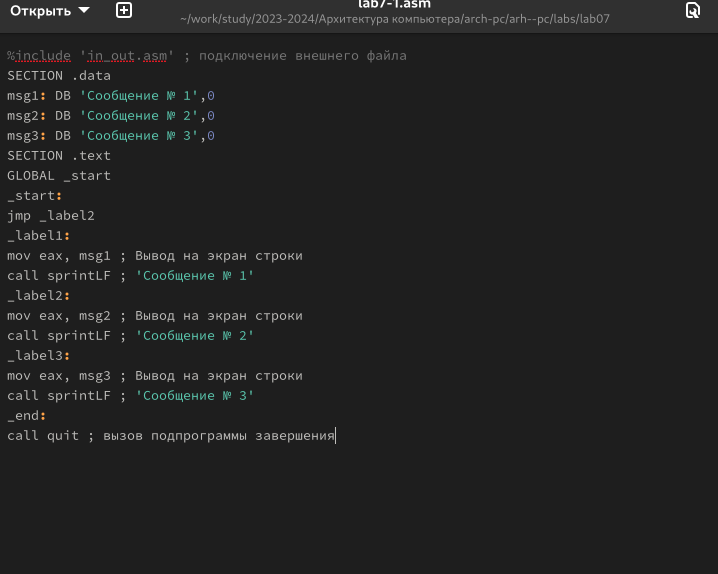 Открыть
lab7-1.asm
~/work/study/2023-2024/Архитектура компьютера/arch-pc/arh--pc/labs/lab07
%include 'in_out.asm' ; подключение внешнего файла
SECTION .data
msg1: DB 'Сообщение № 1',0
msg2: DB 'Сообщение № 2',0
msg3: DB 'Сообщение № 3',0
SECTION .text
GLOBAL _start
_start:
jmp _label2
_label1:
mov eax, msg1 ; Вывод на экран строки
call sprintLF ; 'Сообщение № 1'
_label2:
mov eax, msg2 ; Вывод на экран строки
call sprintLF ; 'Сообщение № 2'
_label3:
mov eax, msg3 ; Вывод на экран строки
call sprintLF ; 'Сообщение № 3'
_end:
call quit ; вызов подпрограммы завершения